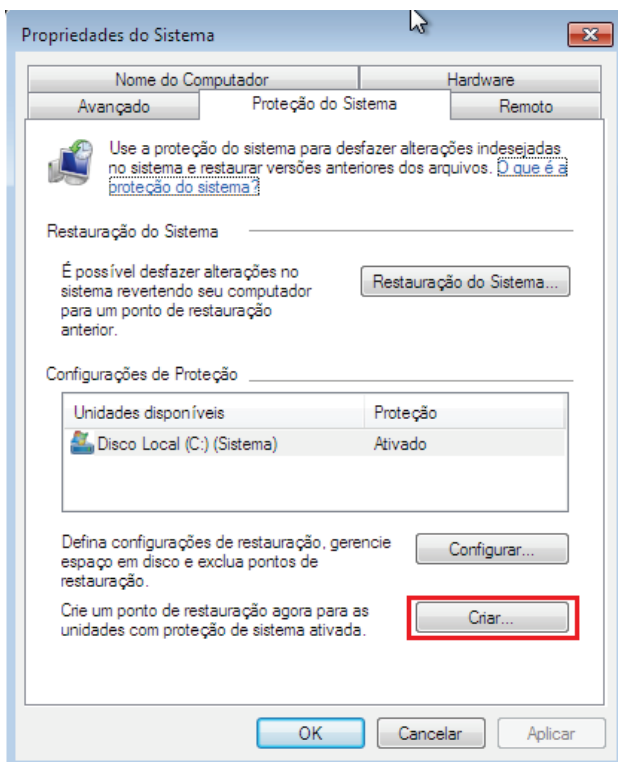 Propriedades do Sistema
Nome do Computador
Hardware
Avançado
Proteção do Sistema
Remoto
Use a proteção do sistema para desfazer alterações indesejadas
no sistema e restaurar versões anteriores dos arquivos. O que é a
proteção do sistema?
Restauração do Sistema
É possível desfazer alterações no
sistema revertendo seu computador
para um ponto de restauração
anterior.
Restauração do Sistema...
Configurações de Proteção
Unidades disponíveis
Proteção
Disco Local (C:) (Sistema)
Ativado
Defina configurações de restauração, gerencie
espaço em disco e exclua pontos de
restauração.
Configurar...
Crie um ponto de restauração agora para as
unidades com proteção de sistema ativada.
Criar...
OK
Cancelar
Aplicar